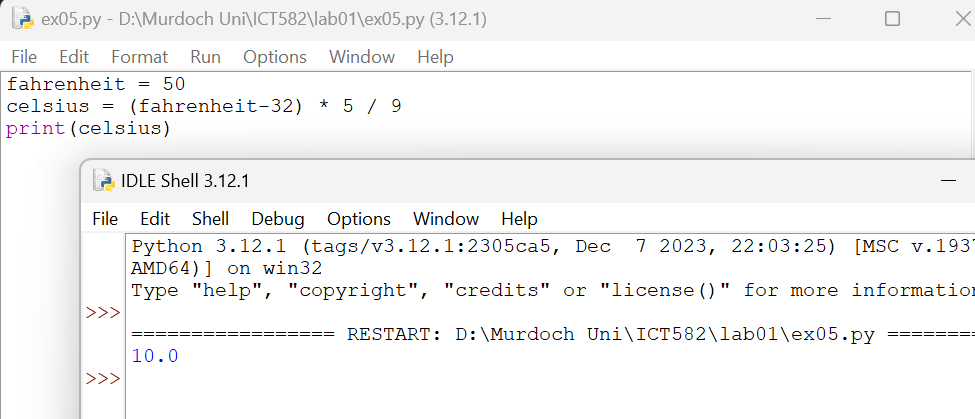 ex05.py - D:\Murdoch Uni\ICT582\lab01\ex05.py (3.12.1)
File Edit Format Run Options Window Help
fahrenheit = 50
celsius = (fahrenheit-32) * 5 / 9
print(celsius)
IDLE Shell 3.12.1
File Edit Shell Debug Options Window Help
Python 3.12.1 (tags/v3.12.1:2305ca5, Dec  7 2023, 22:03:25) [MSC v.193
AMD64)] on win32
Type "help", "copyright", "credits" or "license()" for more information
>>>
================= RESTART: D:\Murdoch Uni\ICT582\lab01\ex05.py ========
10.0
>>>